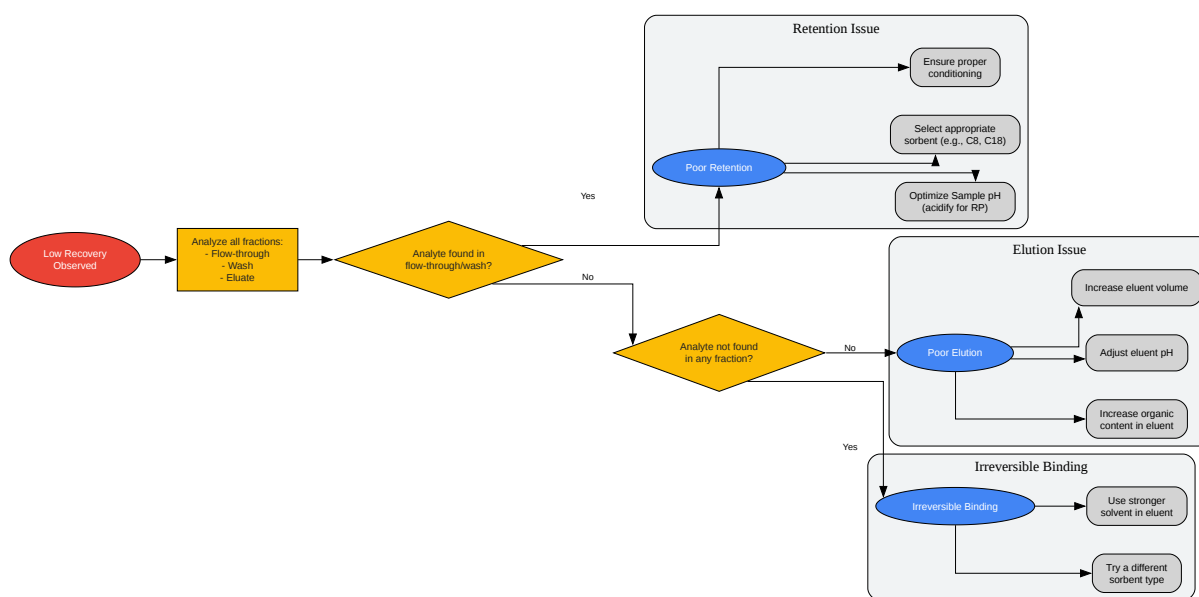 Retention Issue
Ensure proper
conditioning
Select appropriate
sorbent (e.g., C8, C18)
Poor Retention
Optimize Sample pH
(acidify for RP)
Yes
Low Recovery
Observed
Analyze all fractions:
- Flow-through
- Wash
- Eluate
Analyte found in
flow-through/wash?
No
Elution Issue
Increase eluent volume
Analyte not found
in any fraction?
No
Poor Elution
Adjust eluent pH
Increase organic
content in eluent
Yes
Irreversible Binding
Irreversible Binding
Use stronger
solvent in eluent
Try a different
sorbent type